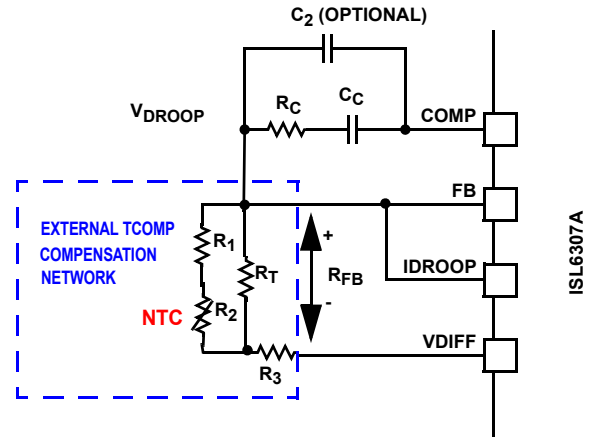 C2 (OPTIONAL)
VDROOP
RC
CC
COMP
FB
EXTERNAL TCOMP
COMPENSATION
NETWORK
R1
+
RT
RFB
IDROOP
NTC
R2
-
VDIFF
R3
ISL6307A